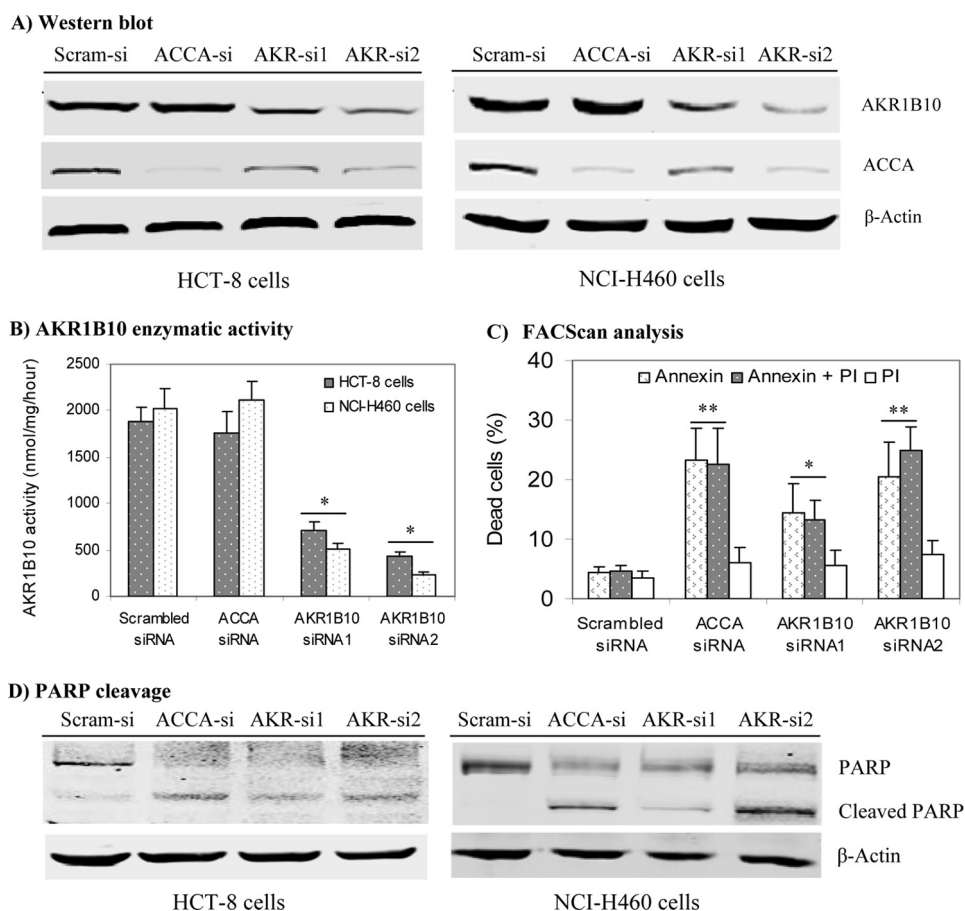 A) Western blot
Scram-si ACCA-si AKR-si1 AKR-si2 Scram-si ACCA-si AKR-si1 AKR-si2
AKR1B10
ACCA
β-Actin
HCT-8 cells NCI-H460 cells
B) AKR1B10 enzymatic activity
AKR1B10 activity (nmol/mg/hour)
2500
2000
1500
1000
500
0
HCT-8 cells
NCI-H460 cells
* *
Scrambled siRNA
ACCA siRNA
AKR1B10 siRNA1
AKR1B10 siRNA2
C) FACScan analysis
Dead cells (%)
40
30
20
10
0
Annexin Annexin + PI PI
** * **
Scrambled siRNA
ACCA siRNA
AKR1B10 siRNA1
AKR1B10 siRNA2
D) PARP cleavage
Scram-si ACCA-si AKR-si1 AKR-si2 Scram-si ACCA-si AKR-si1 AKR-si2
PARP
Cleaved PARP
β-Actin
HCT-8 cells NCI-H460 cells